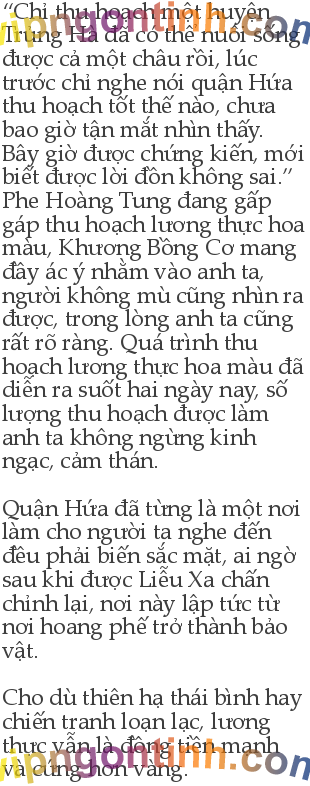 “Chỉ thu hoạch một huyện
Trung Hà đã có thể nuôi sống
được cả một châu rồi, lúc
trước chỉ nghe nói quận Hứa
thu hoạch tốt thế nào, chưa
bao giờ tận mắt nhìn thấy.
Bây giờ được chứng kiến, mới
biết được lời đồn không sai.”
Phe Hoàng Tung đang gấp
gáp thu hoạch lương thực hoa
màu, Khương Bồng Cơ mang
đầy ác ý nhằm vào anh ta,
người không mù cũng nhìn ra
được, trong lòng anh ta cũng
rất rõ ràng. Quá trình thu
hoạch lương thực hoa màu đã
diễn ra suốt hai ngày nay, số
lượng thu hoạch được làm
anh ta không ngừng kinh
ngạc, cảm thán.
Quận Hứa đã từng là một nơi
làm cho người ta nghe đến
đều phải biến sắc mặt, ai ngờ
sau khi được Liễu Xa chấn
chỉnh lại, nơi này lập tức từ
nơi hoang phế trở thành bảo
vật.
Cho dù thiên hạ thái bình hay
chiến tranh loạn lạc, lương
thực vẫn là đồng tiền mạnh
và cứng hơn vàng.
vipngontinh.com
vipngontinh.com